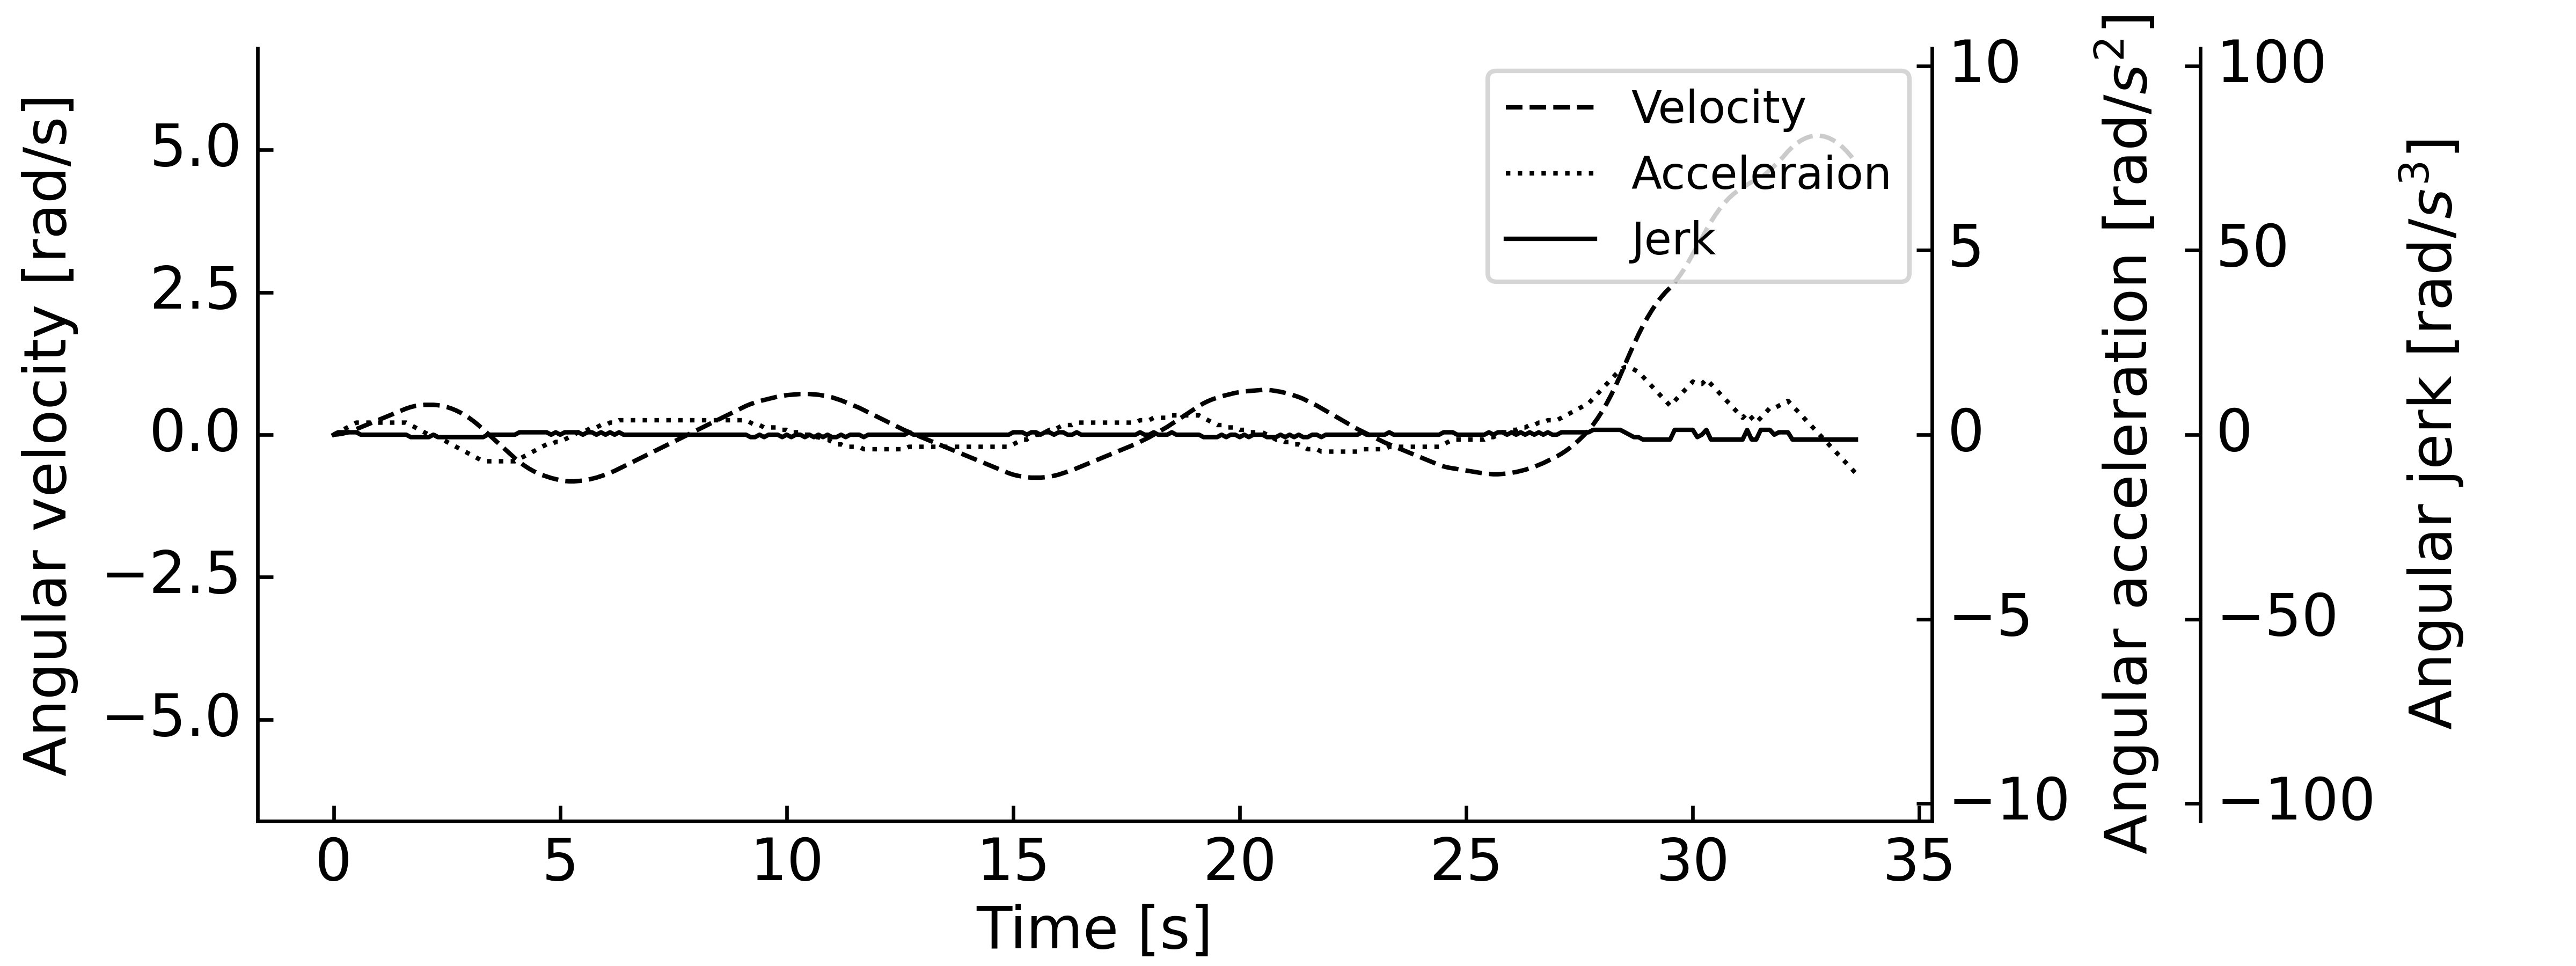 Angular velocity [rad/s]
5.0
2.5
0.0
−2.5
−5.0
Velocity
Acceleraion
Jerk
10
5
0
−5
−10
Angular acceleration [rad/s²]
100
50
0
−50
−100
Angular jerk [rad/s³]
0 5 10 15 20 25 30 35
Time [s]